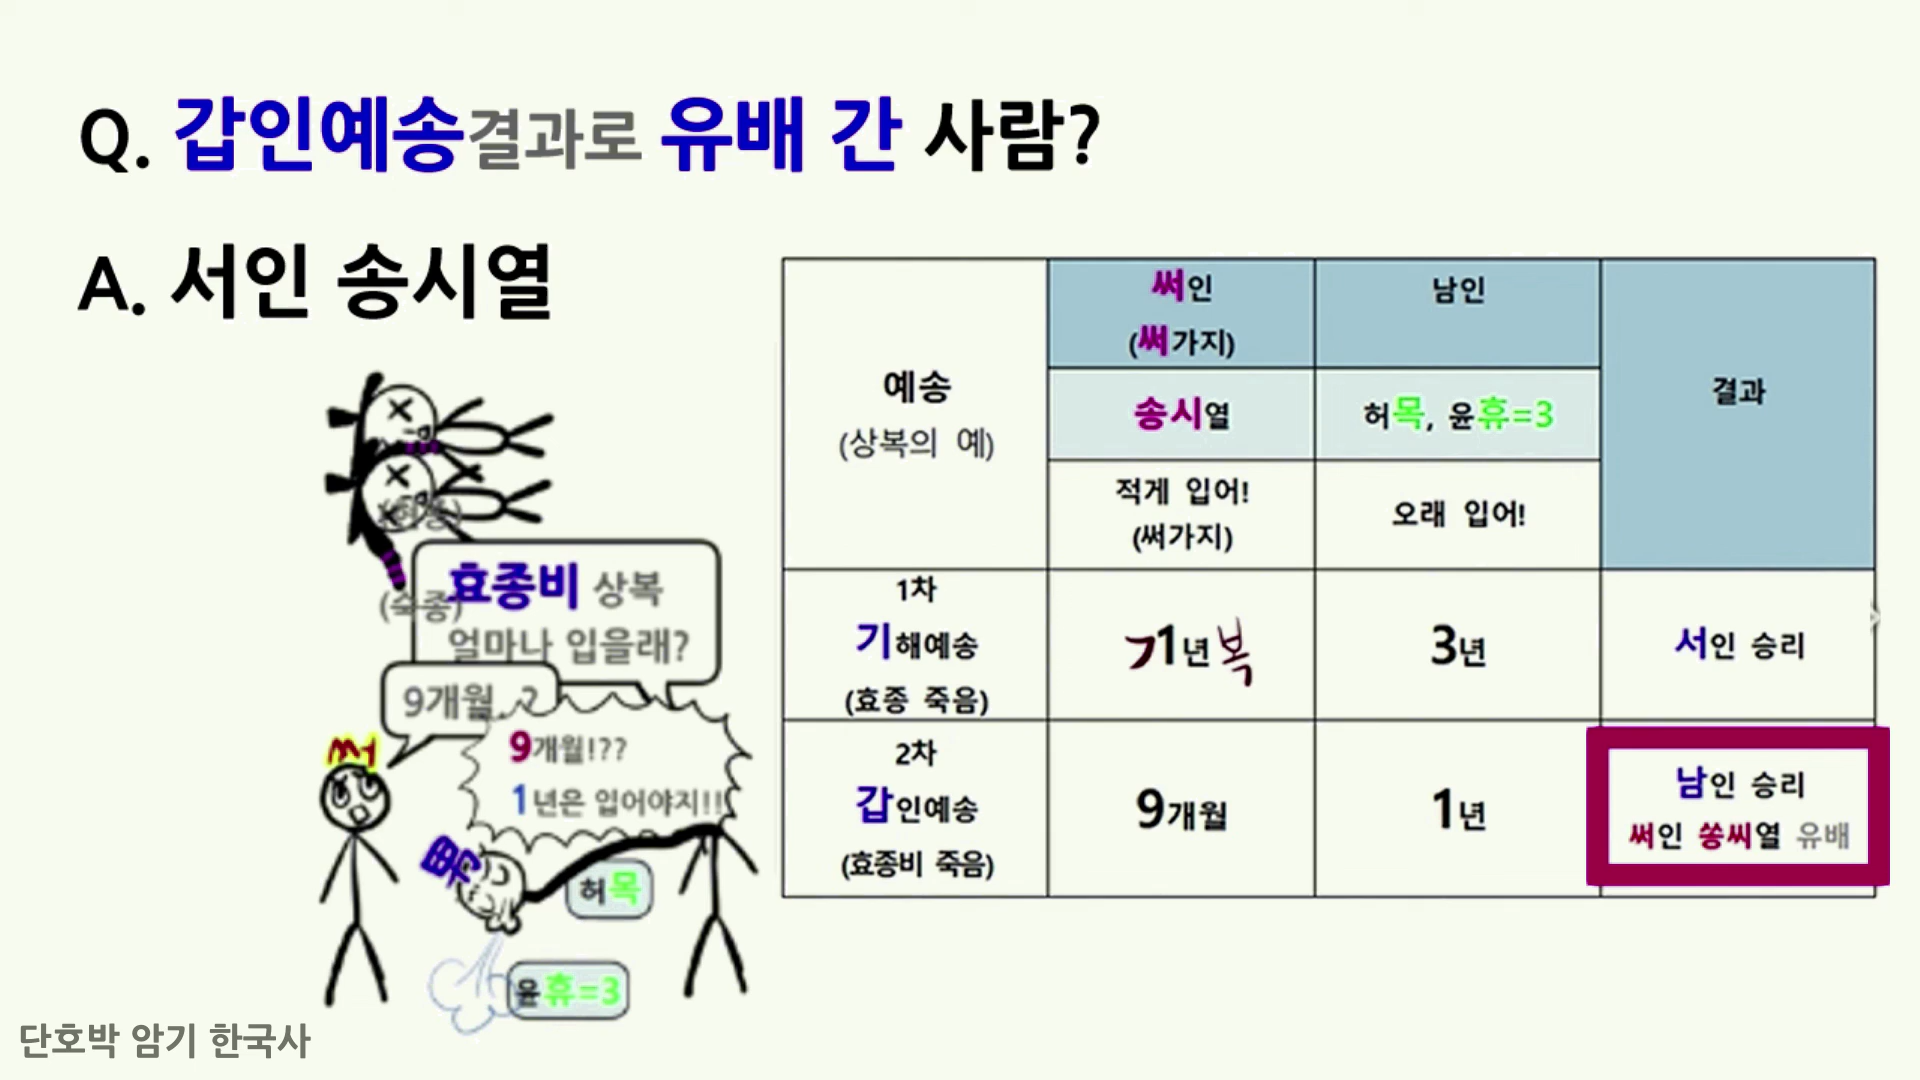 Q. 갑인예송결과로 유배 간 사람?
A. 서인 송시열
써인
(써가지)
남인
결과
예송
(상복의 예)
송시열
허목, 윤휴=3
적게 입어!
(써가지)
오래 입어!
1차
기해예송
(효종 죽음)
기1년복
3년
서인 승리
2차
갑인예송
(효종비 죽음)
9개월
1년
남인 승리
써인 쏭씨열 유배
(현종)
(숙종)
효종비 상복
얼마나 입을래?
9개월..?
써
9개월!??
1년은 입어야지!!
男
허목
윤휴=3
단호박 암기 한국사